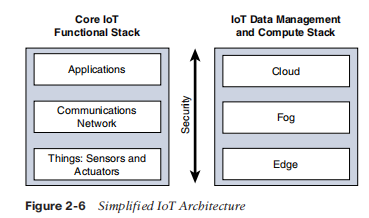 Core IoT
Functional Stack
Applications
Communications
Network
Things: Sensors and
Actuators
Security
IoT Data Management
and Compute Stack
Cloud
Fog
Edge
Figure 2-6 Simplified IoT Architecture